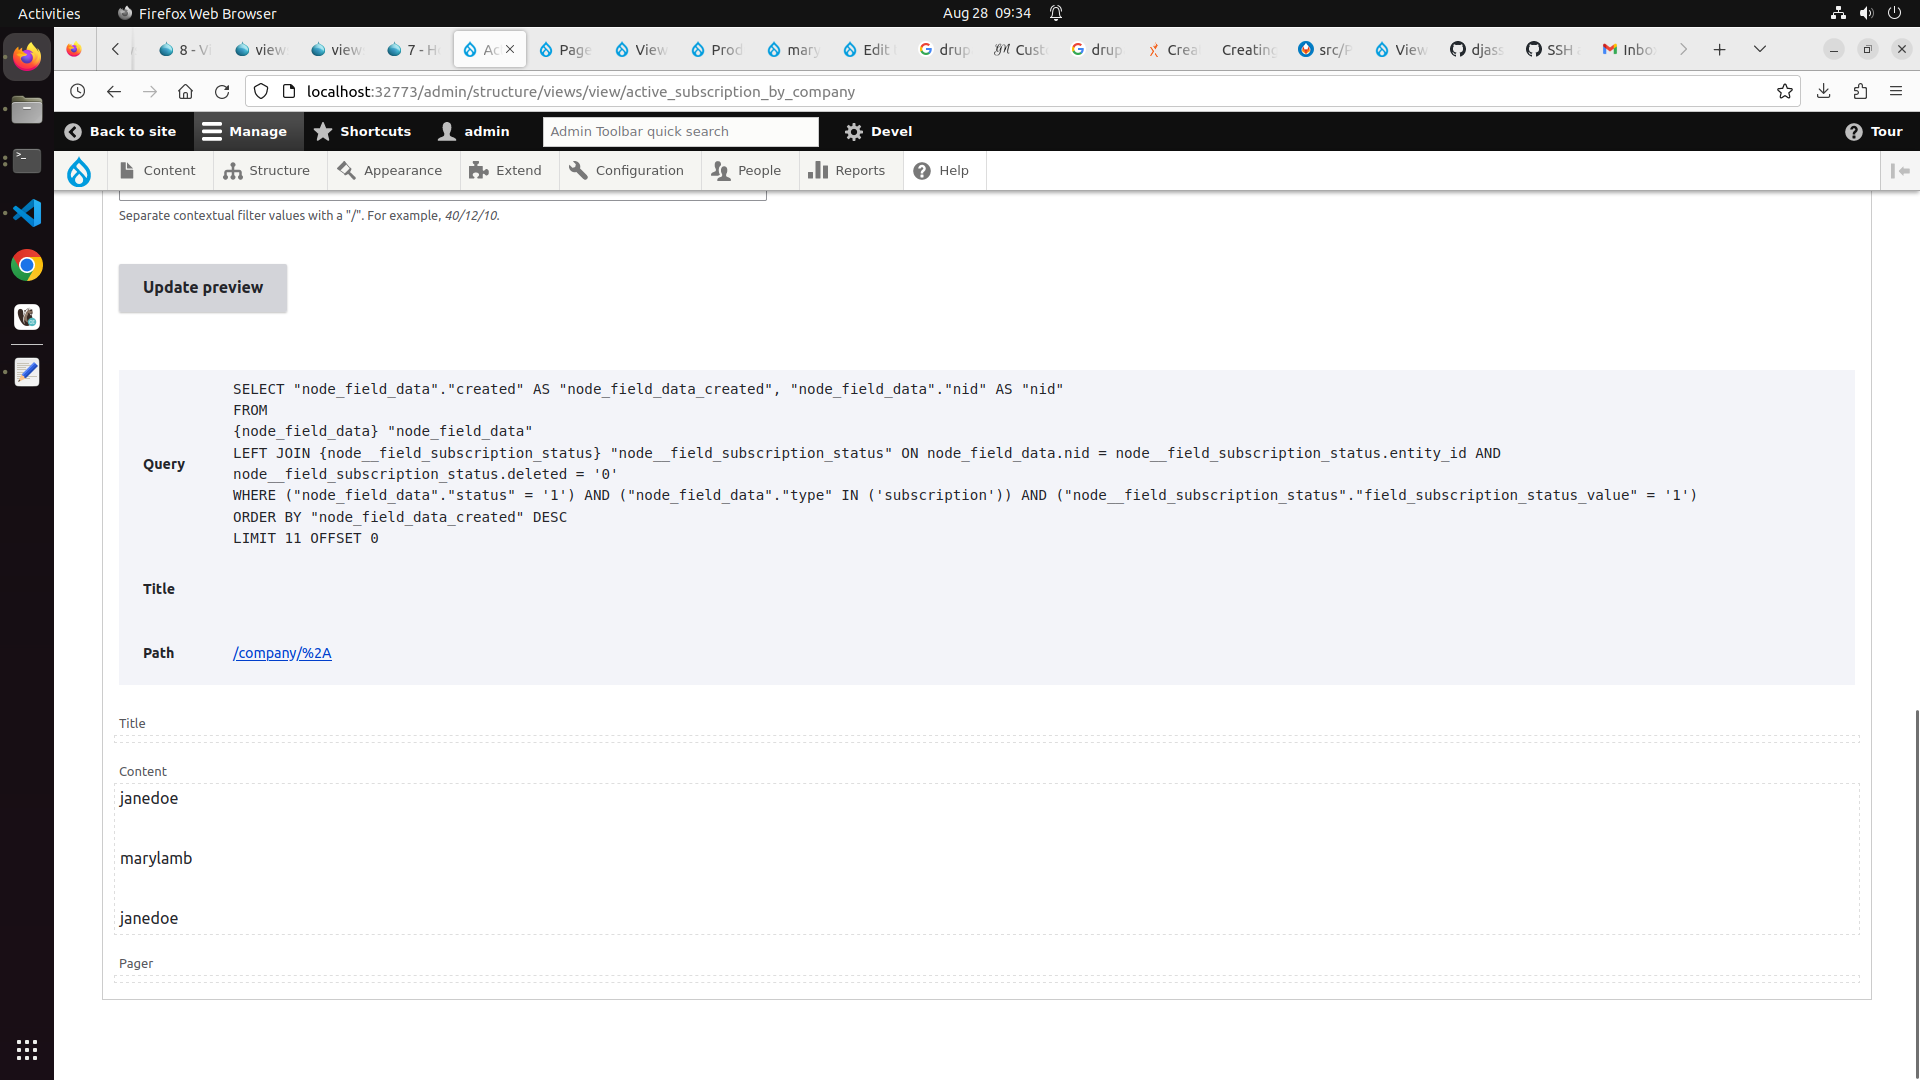 Activities
Firefox Web Browser
Aug 28 09:34
8 - Vi
view
view
7 - H
Ac
Page
View
Prod
mary
Edit
drup
Cust
drup
Crea
Creating
src/P
View
djass
SSH
Inbo
localhost:32773/admin/structure/views/view/active_subscription_by_company
Back to site
Manage
Shortcuts
admin
Admin Toolbar quick search
Devel
Tour
Content
Structure
Appearance
Extend
Configuration
People
Reports
Help
Separate contextual filter values with a "/". For example, 40/12/10.
Update preview
Query
SELECT "node_field_data"."created" AS "node_field_data_created", "node_field_data"."nid" AS "nid"
FROM
{node_field_data} "node_field_data"
LEFT JOIN {node__field_subscription_status} "node__field_subscription_status" ON node_field_data.nid = node__field_subscription_status.entity_id AND
node__field_subscription_status.deleted = '0'
WHERE ("node_field_data"."status" = '1') AND ("node_field_data"."type" IN ('subscription')) AND ("node__field_subscription_status"."field_subscription_status_value" = '1')
ORDER BY "node_field_data_created" DESC
LIMIT 11 OFFSET 0
Title
Path
/company/%2A
Title
Content
janedoe
marylamb
janedoe
Pager